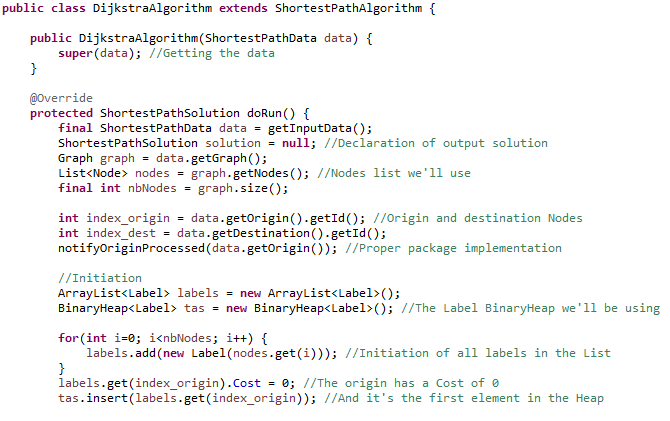 public class DijkstraAlgorithm extends ShortestPathAlgorithm {
public DijkstraAlgorithm(ShortestPathData data) {
super(data); //Getting the data
}
@Override
protected ShortestPathSolution doRun() {
final ShortestPathData data = getInputData();
ShortestPathSolution solution = null; //Declaration of output solution
Graph graph = data.getGraph();
List<Node> nodes = graph.getNodes(); //Nodes list we'll use
final int nbNodes = graph.size();
int index_origin = data.getOrigin().getId(); //Origin and destination Nodes
int index_dest = data.getDestination().getId();
notifyOriginProcessed(data.getOrigin()); //Proper package implementation
//Initiation
ArrayList<Label> labels = new ArrayList<Label>();
BinaryHeap<Label> tas = new BinaryHeap<Label>(); //The Label BinaryHeap we'll be using
for(int i=0; i<nbNodes; i++) {
labels.add(new Label(nodes.get(i))); //Initiation of all labels in the List
}
labels.get(index_origin).Cost = 0; //The origin has a Cost of 0
tas.insert(labels.get(index_origin)); //And it's the first element in the Heap